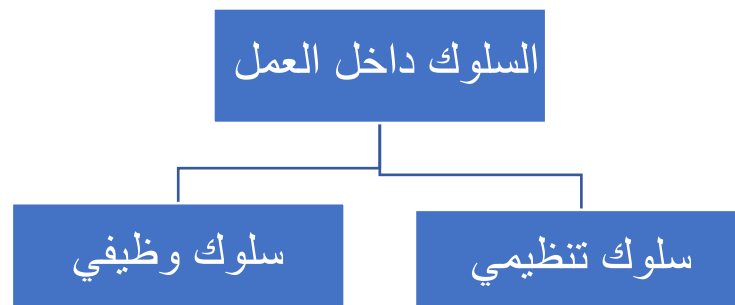 السلوك داخل العمل
سلوك تنظيمي
سلوك وظيفي